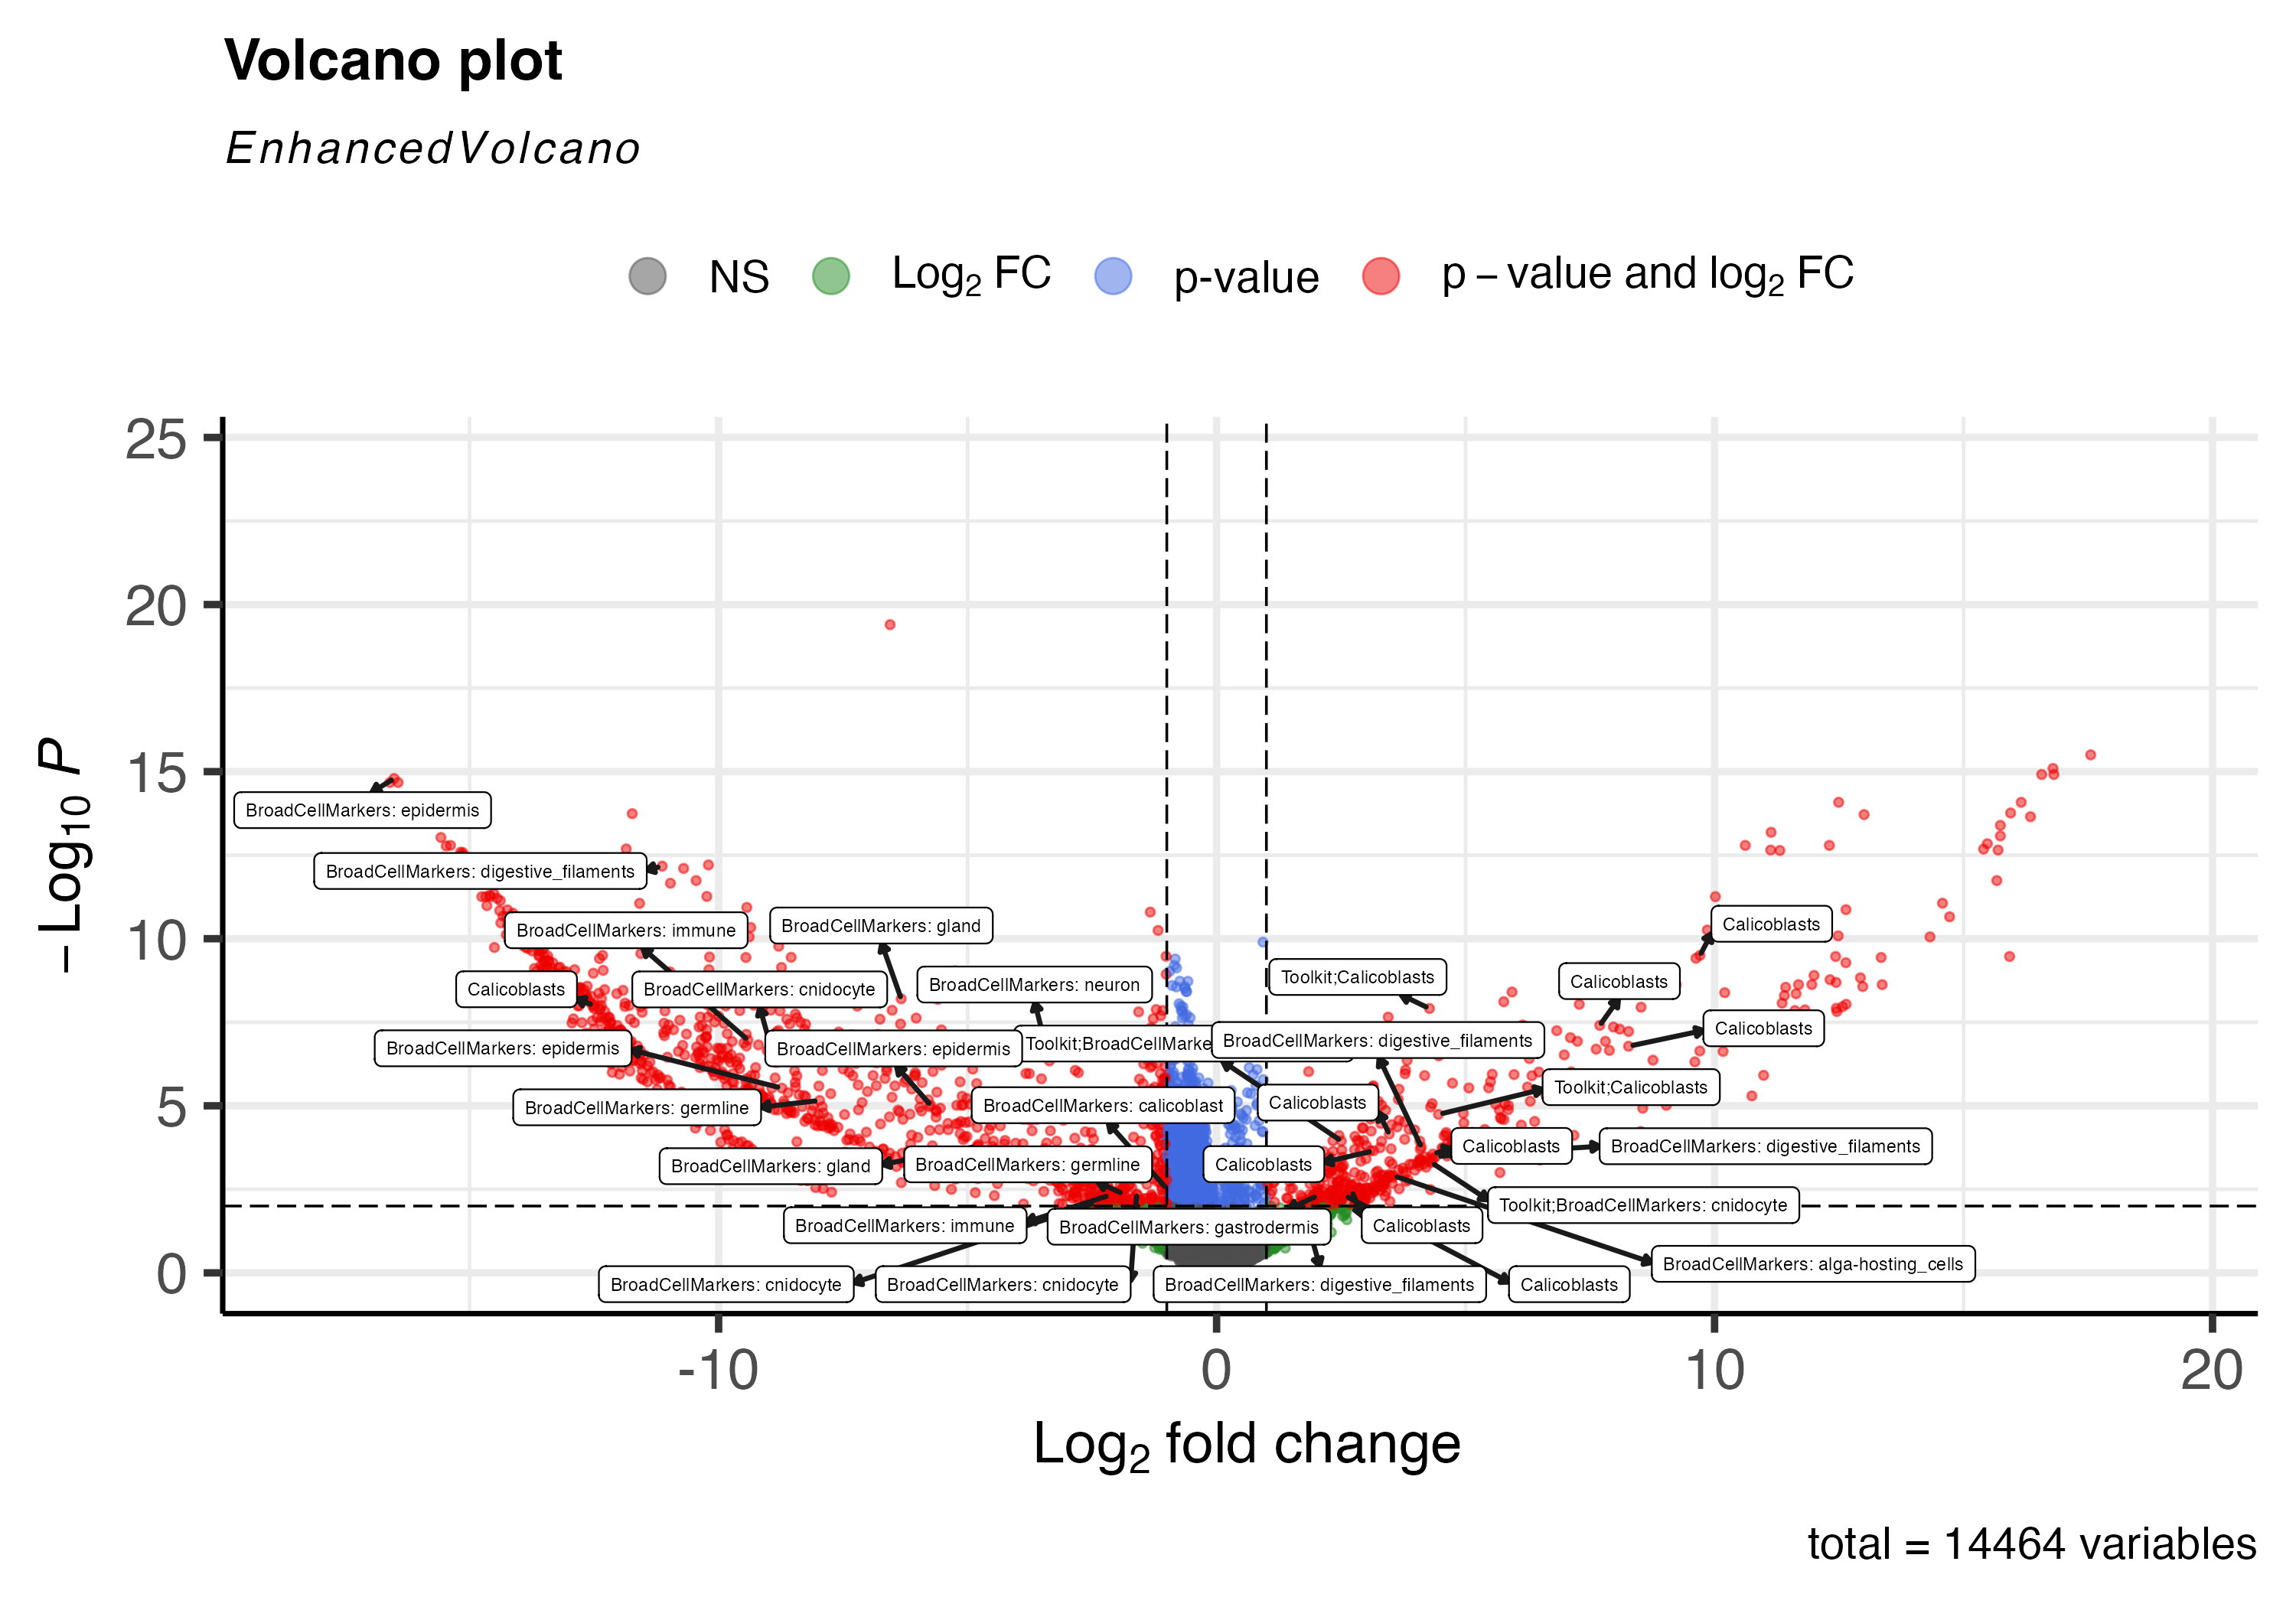 Volcano plot
EnhancedVolcano
NS Log2 FC p-value p – value and log2 FC
– Log10 P
25
20
15
10
5
0
BroadCellMarkers: epidermis
BroadCellMarkers: digestive_filaments
BroadCellMarkers: immune
BroadCellMarkers: gland
Calicoblasts
Calicoblasts
BroadCellMarkers: cnidocyte
BroadCellMarkers: neuron
Toolkit;Calicoblasts
Calicoblasts
Calicoblasts
BroadCellMarkers: epidermis
BroadCellMarkers: epidermis
Toolkit;BroadCellMarke
BroadCellMarkers: digestive_filaments
Toolkit;Calicoblasts
BroadCellMarkers: germline
BroadCellMarkers: calicoblast
Calicoblasts
Calicoblasts
BroadCellMarkers: digestive_filaments
BroadCellMarkers: gland
BroadCellMarkers: germline
Calicoblasts
Toolkit;BroadCellMarkers: cnidocyte
BroadCellMarkers: immune
BroadCellMarkers: gastrodermis
Calicoblasts
BroadCellMarkers: alga-hosting_cells
BroadCellMarkers: cnidocyte
BroadCellMarkers: cnidocyte
BroadCellMarkers: digestive_filaments
Calicoblasts
-10 0 10 20
Log2 fold change
total = 14464 variables